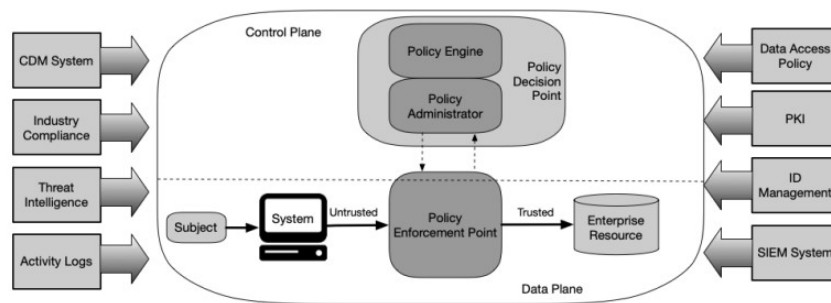 Control Plane
Policy Engine
Policy
Administrator
Policy
Decision
Point
CDM System
Industry
Compliance
Threat
Intelligence
Activity Logs
Data Access
Policy
PKI
ID
Management
SIEM System
Subject
System
Untrusted
Policy
Enforcement Point
Trusted
Enterprise
Resource
Data Plane